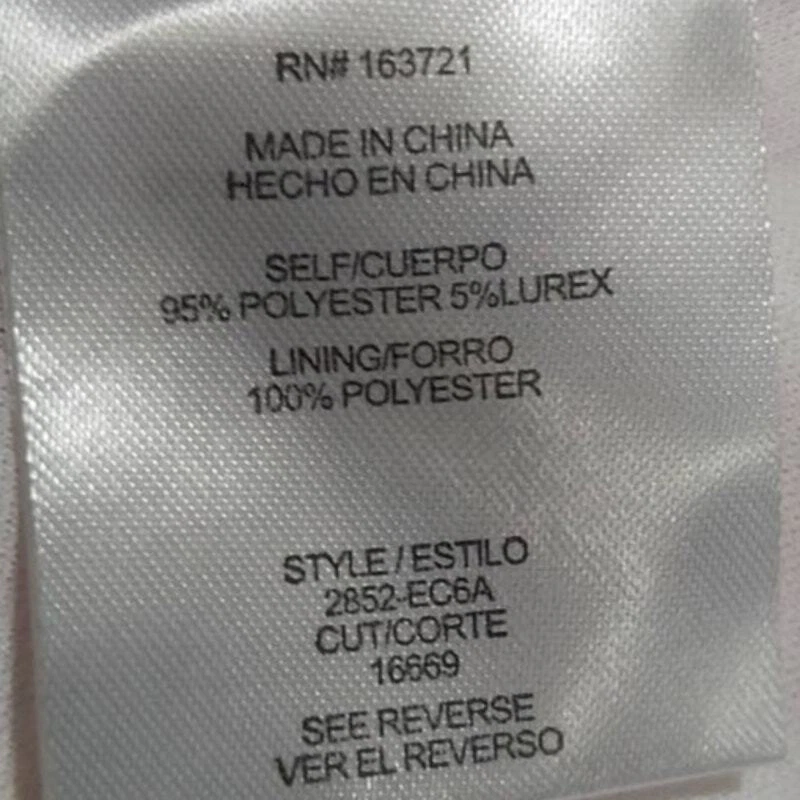 RN# 163721
MADE IN CHINA
HECHO EN CHINA
SELF/CUERPO
95% POLYESTER 5%LUREX
LINING/FORRO
100% POLYESTER
STYLE / ESTILO
2852-EC6A
CUT/CORTE
16669
SEE REVERSE
VER EL REVERSO